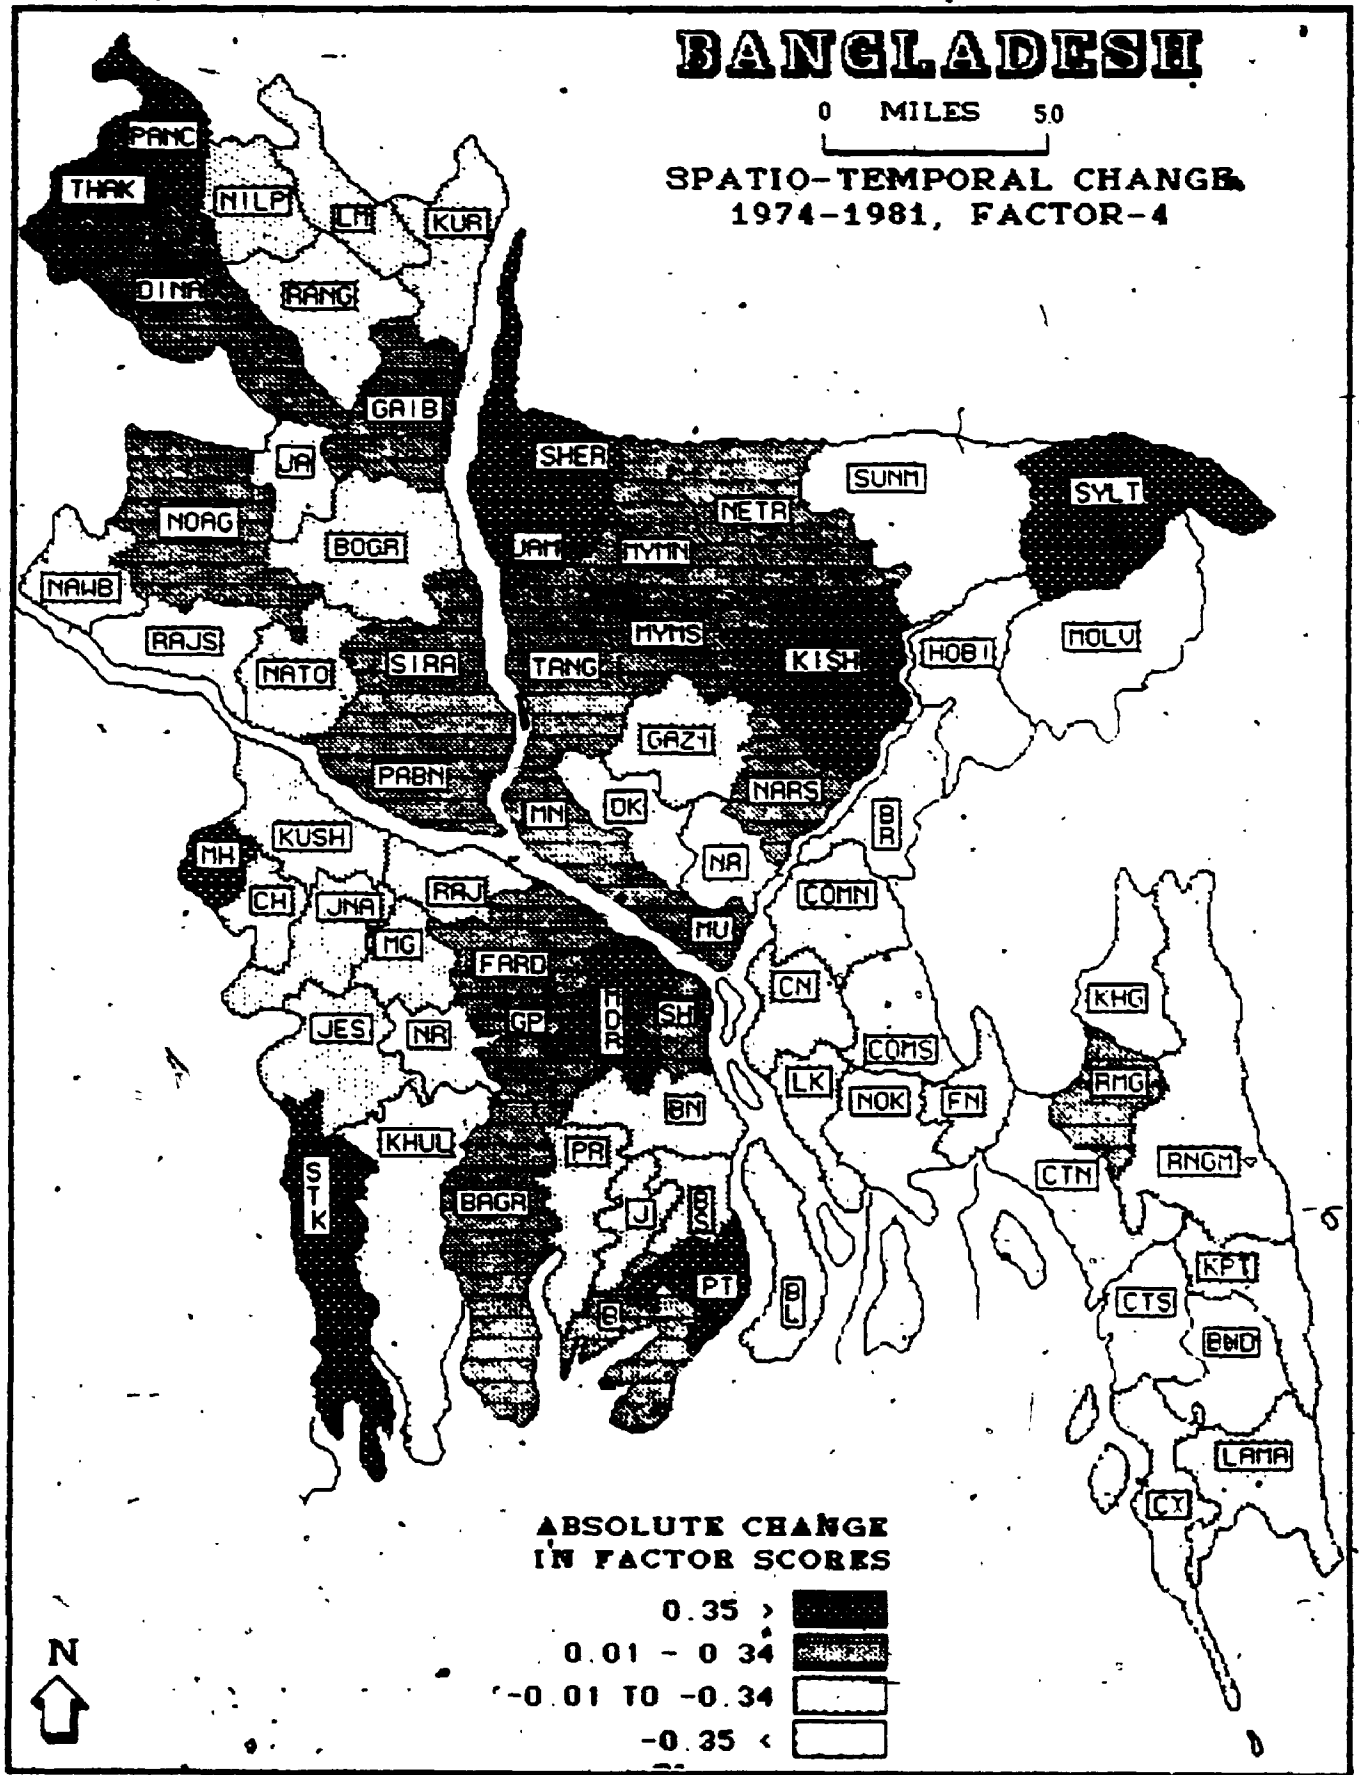 BANGLADESH
0 MILES 50
SPATIO-TEMPORAL CHANGE
1974-1981, FACTOR-4
PANC
THAK
NILP
LM
KUR
DINA
RANG
GAIB
SHER
JA
SUNM
SYLT
NETR
NOAG
BOGR
JAM
MYMN
NAWB
RAJS
MYMS
MOLV
HOBI
NATO
SIRA
TANG
KISH
GAZY
PABN
NARS
DK
MN
BR
KUSH
MH
NA
RAJ
COMN
CH
JNA
MG
MU
FARD
CN
KHG
MDR
SH
GP
JES
NR
COMS
LK
RMG
NOK
FN
BN
KHUL
PR
CTN
RNGM
STK
BAGR
J
BS
KPT
PT
BL
CTS
B
BWD
LAMA
CX
ABSOLUTE CHANGE
IN FACTOR SCORES
0.35 >
0.01 - 0 34
-0.01 TO -0.34
-0.35 <
N